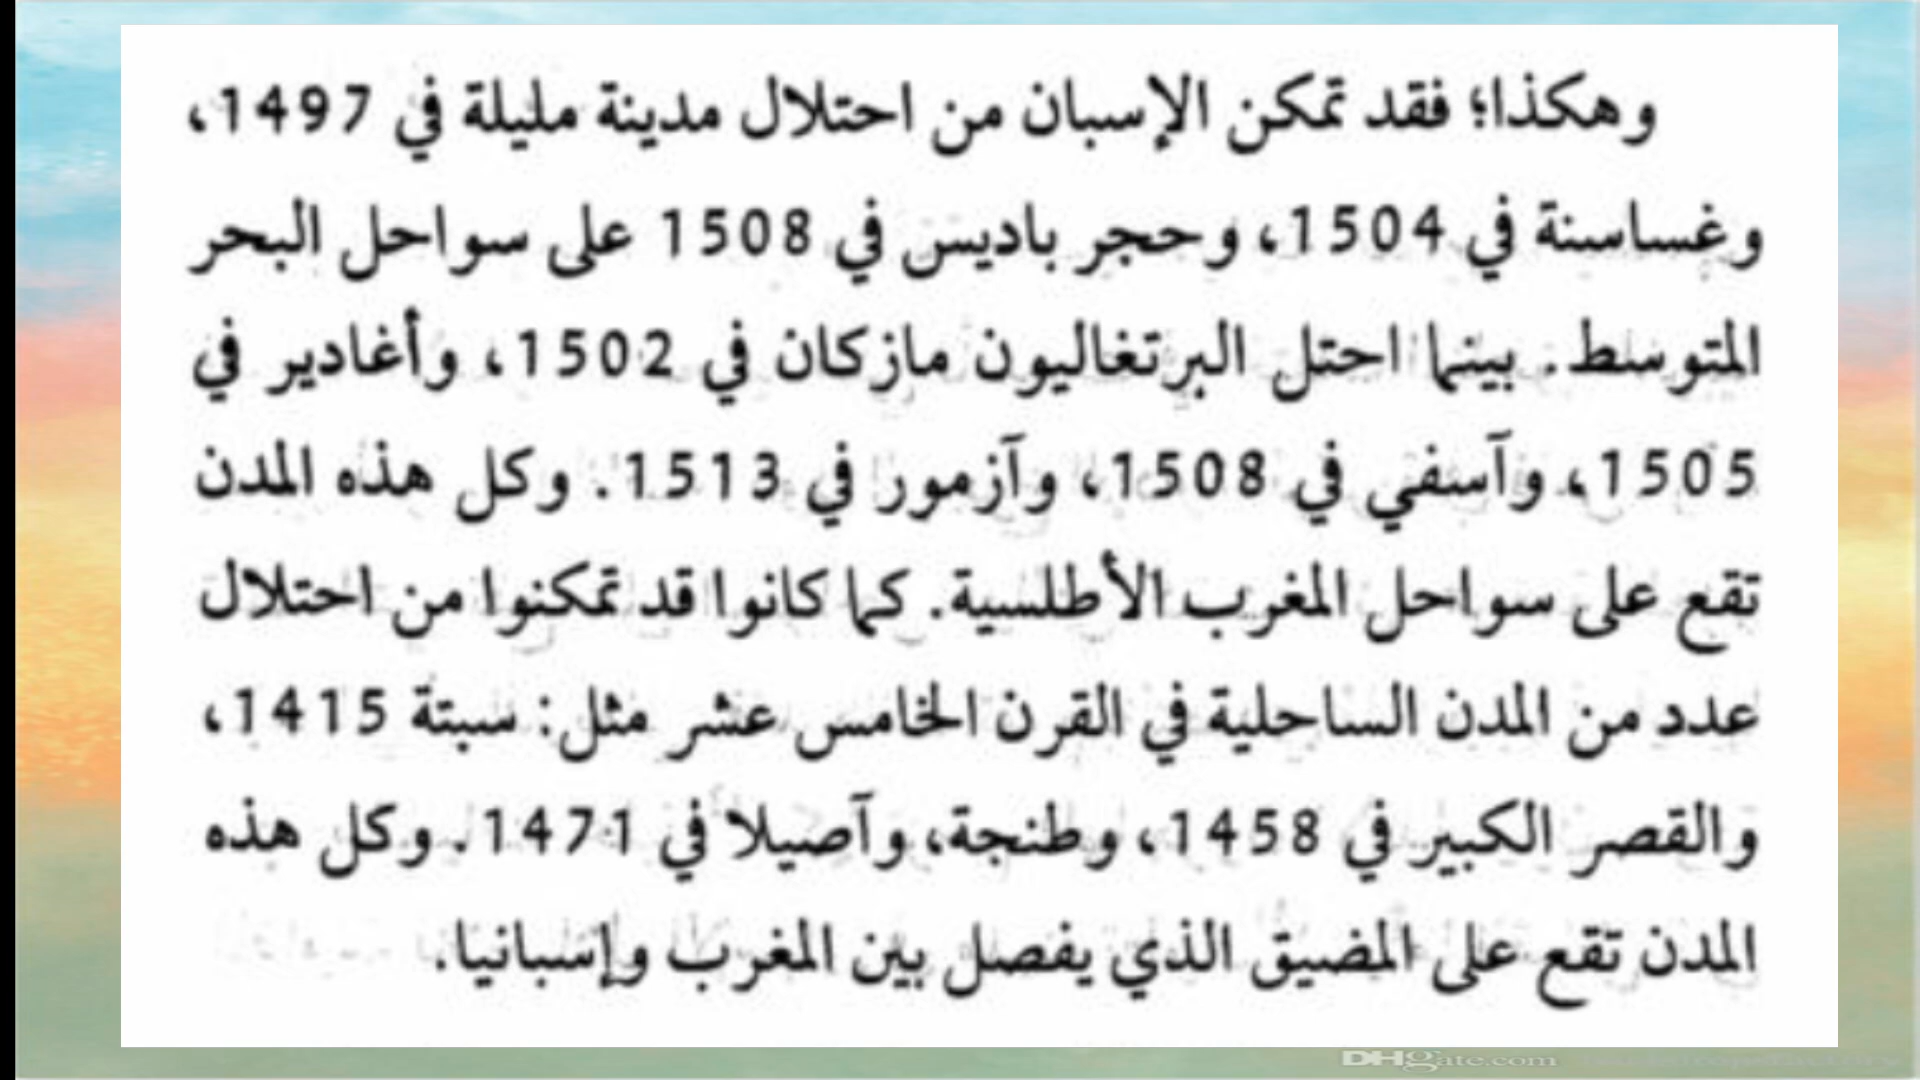 وهكذا؛ فقد تمكن الإسبان من احتلال مدينة مليلة في 1497،
وغساسنة في 1504، وحجر باديس في 1508 على سواحل البحر
المتوسط. بينما احتل البرتغاليون مازكان في 1502، وأغادير في
1505، وآسفي في 1508، وآزمور في 1513. وكل هذه المدن
تقع على سواحل المغرب الأطلسية. كما كانوا قد تمكنوا من احتلال
عدد من المدن الساحلية في القرن الخامس عشر مثل: سبتة 1415،
والقصر الكبير في 1458، وطنجة، وآصيلا في 1471. وكل هذه
المدن تقع على المضيق الذي يفصل بين المغرب وإسبانيا.
DHgate.com